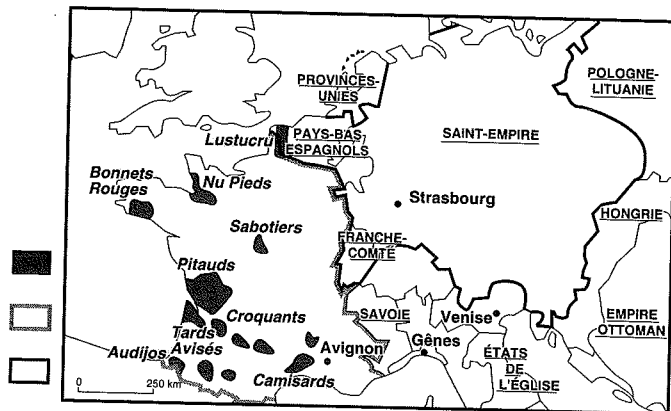 PROVINCES-
UNIES
POLOGNE-
LITUANIE
Lustucru
PAYS-BAS
ESPAGNOLS
SAINT-EMPIRE
Bonnets
Rouges
Nu Pieds
Strasbourg
HONGRIE
Sabotiers
FRANCHE-
COMTÉ
Pitauds
Croquants
SAVOIE
Venise
EMPIRE
OTTOMAN
Tards
Avisés
Gênes
Audijos
Avignon
ÉTATS
DE
L'ÉGLISE
Camisards
0 250 km